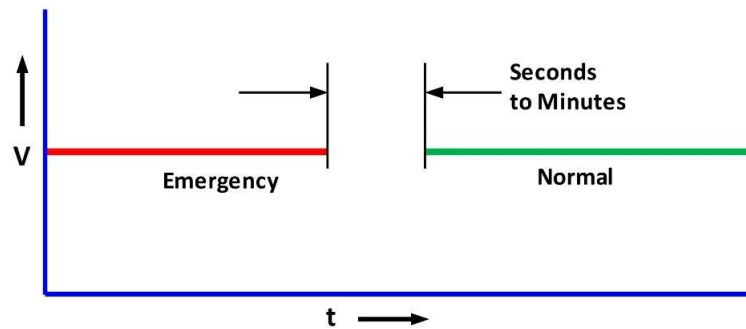 Seconds
to Minutes
V
Emergency
Normal
t